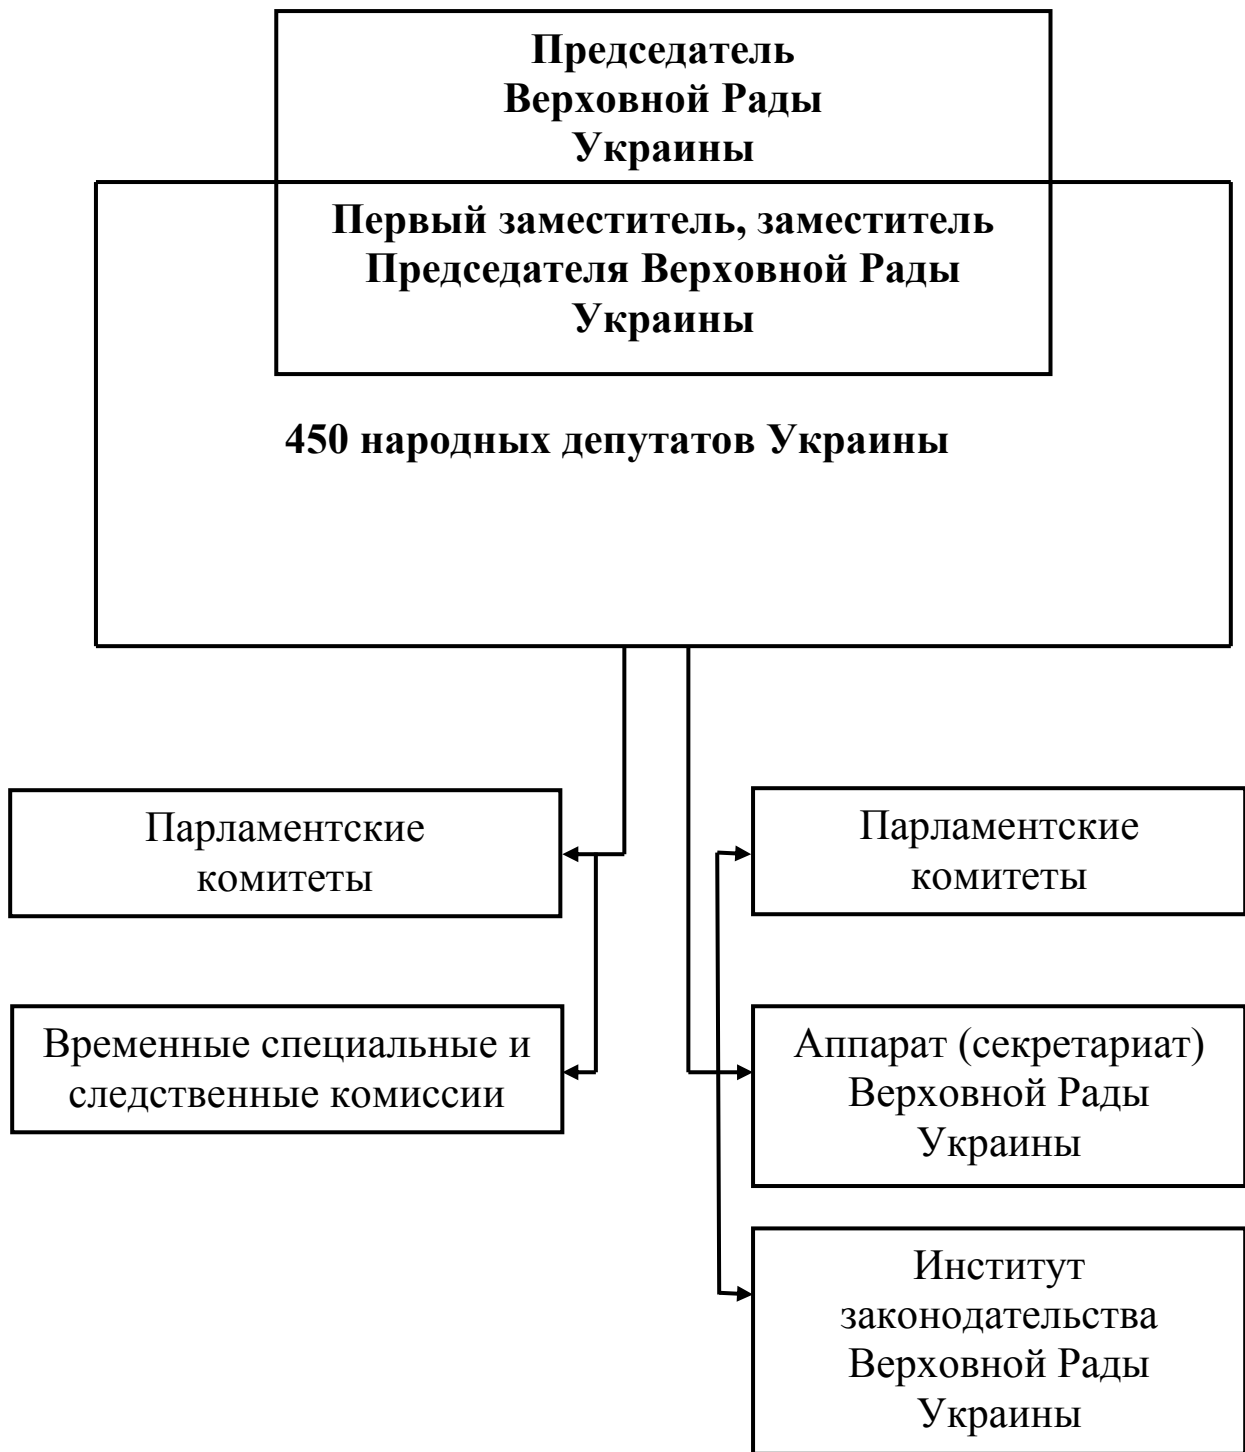 Председатель
Верховной Рады
Украины
Первый заместитель, заместитель
Председателя Верховной Рады
Украины
450 народных депутатов Украины
Парламентские
комитеты
Парламентские
комитеты
Временные специальные и
следственные комиссии
Аппарат (секретариат)
Верховной Рады
Украины
Институт
законодательства
Верховной Рады
Украины